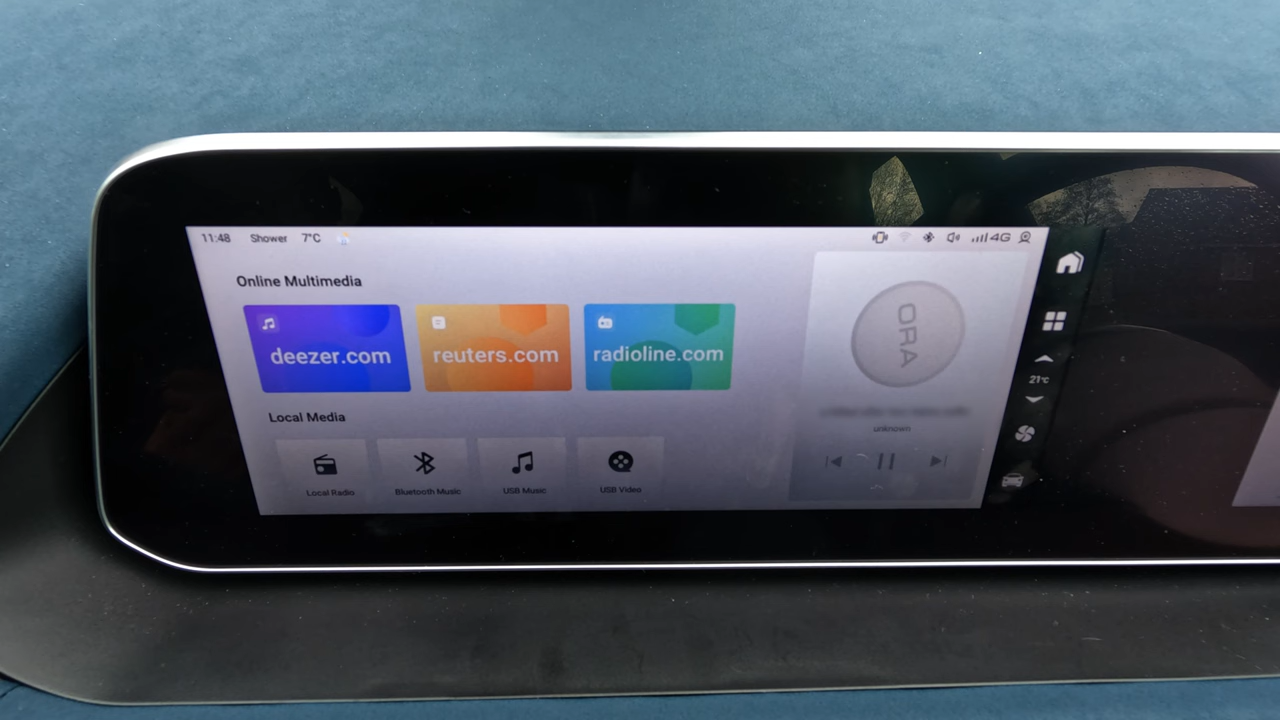 11:48 Shower 7°C 4G
Online Multimedia
deezer.com
reuters.com
radioline.com
ORA
21°C
Local Media
unknown
Local Radio
Bluetooth Music
USB Music
USB Video